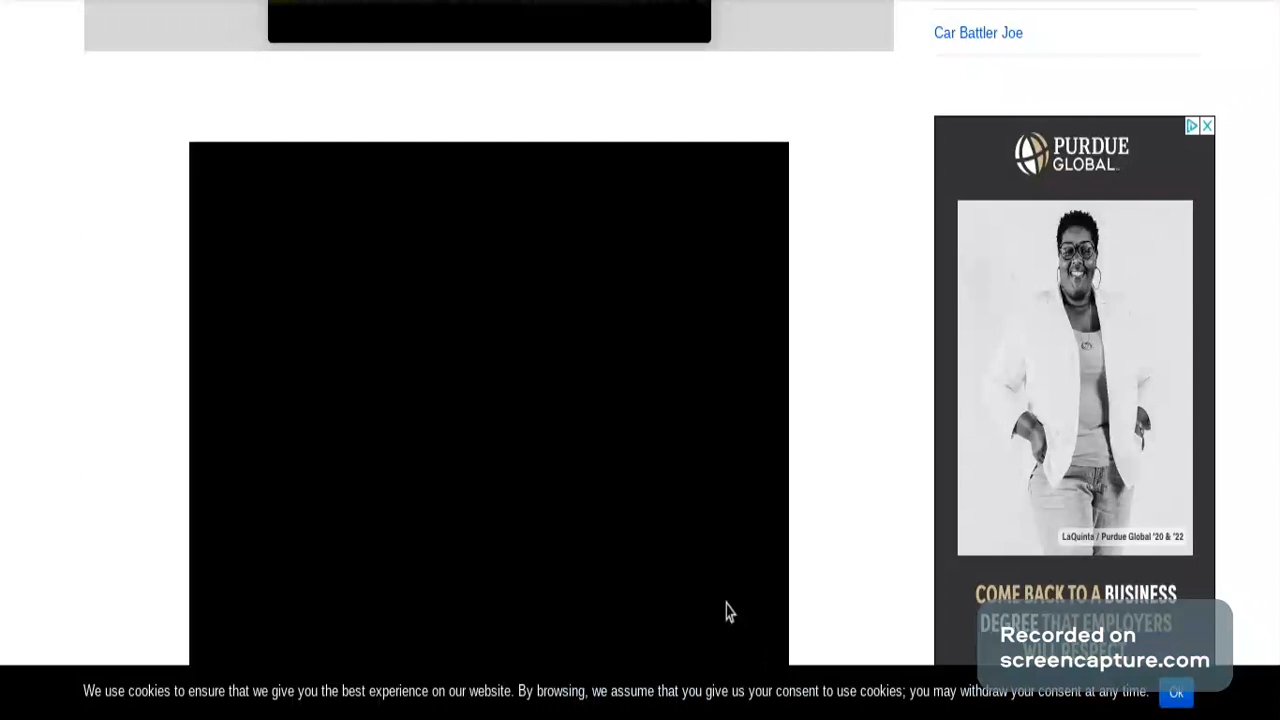 Car Battler Joe
PURDUE
GLOBAL
LaQuinta / Purdue Global '20 & '22
COME BACK TO A BUSINESS
DEGREE THAT EMPLOYERS
WILL RESPECT
Recorded on
screencapture.com
We use cookies to ensure that we give you the best experience on our website. By browsing, we assume that you give us your consent to use cookies; you may withdraw your consent at any time.
Ok